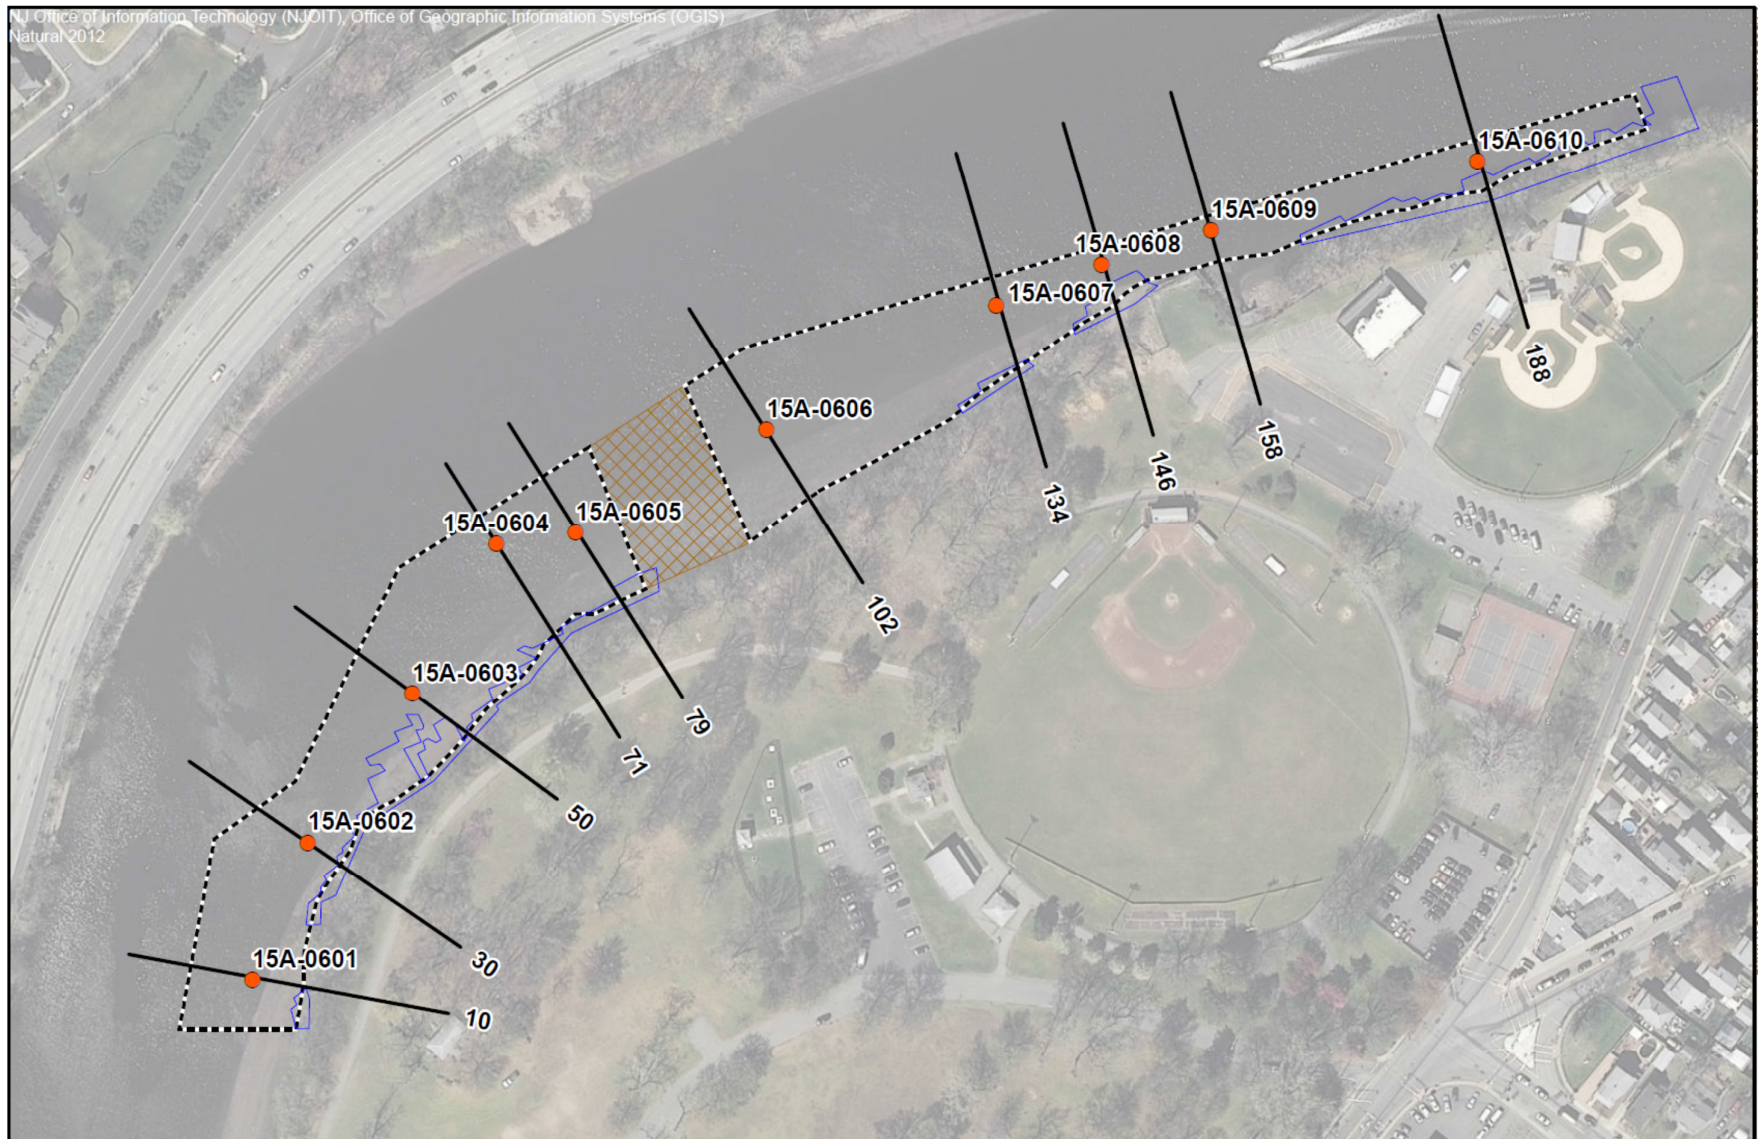 NJ Office of Information Technology (NJOIT), Office of Geographic Information Systems (OGIS)
Natural 2012
15A-0610
15A-0609
15A-0608
15A-0607
188
15A-0606
158
146
134
15A-0605
15A-0604
102
15A-0603
79
71
50
15A-0602
30
15A-0601
10